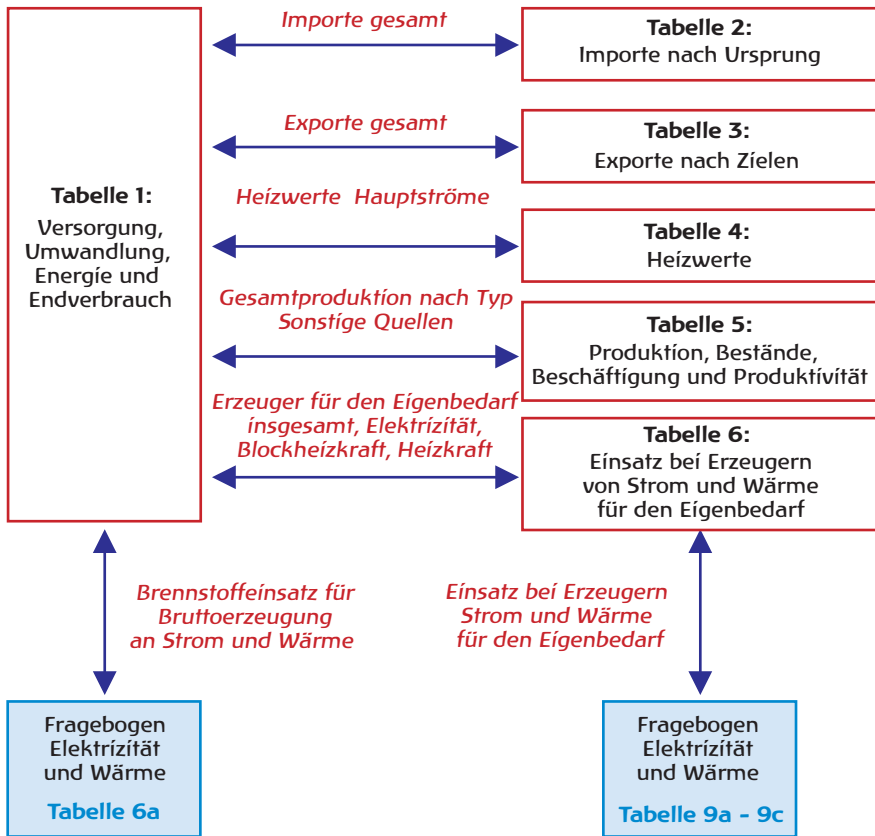 Importe gesamt
Tabelle 2:
Importe nach Ursprung
Exporte gesamt
Tabelle 3:
Exporte nach Zielen
Tabelle 1:
Versorgung,
Umwandlung,
Energie und
Endverbrauch
Heizwerte Hauptströme
Tabelle 4:
Heizwerte
Gesamtproduktion nach Typ
Sonstige Quellen
Tabelle 5:
Produktion, Bestände,
Beschäftigung und Produktivität
Erzeuger für den Eigenbedarf
insgesamt, Elektrizität,
Blockheizkraft, Heizkraft
Tabelle 6:
Einsatz bei Erzeugern
von Strom und Wärme
für den Eigenbedarf
Brennstoffeinsatz für
Bruttoerzeugung
an Strom und Wärme
Einsatz bei Erzeugern
Strom und Wärme
für den Eigenbedarf
Fragebogen
Elektrizität
und Wärme
Tabelle 6a
Fragebogen
Elektrizität
und Wärme
Tabelle 9a - 9c